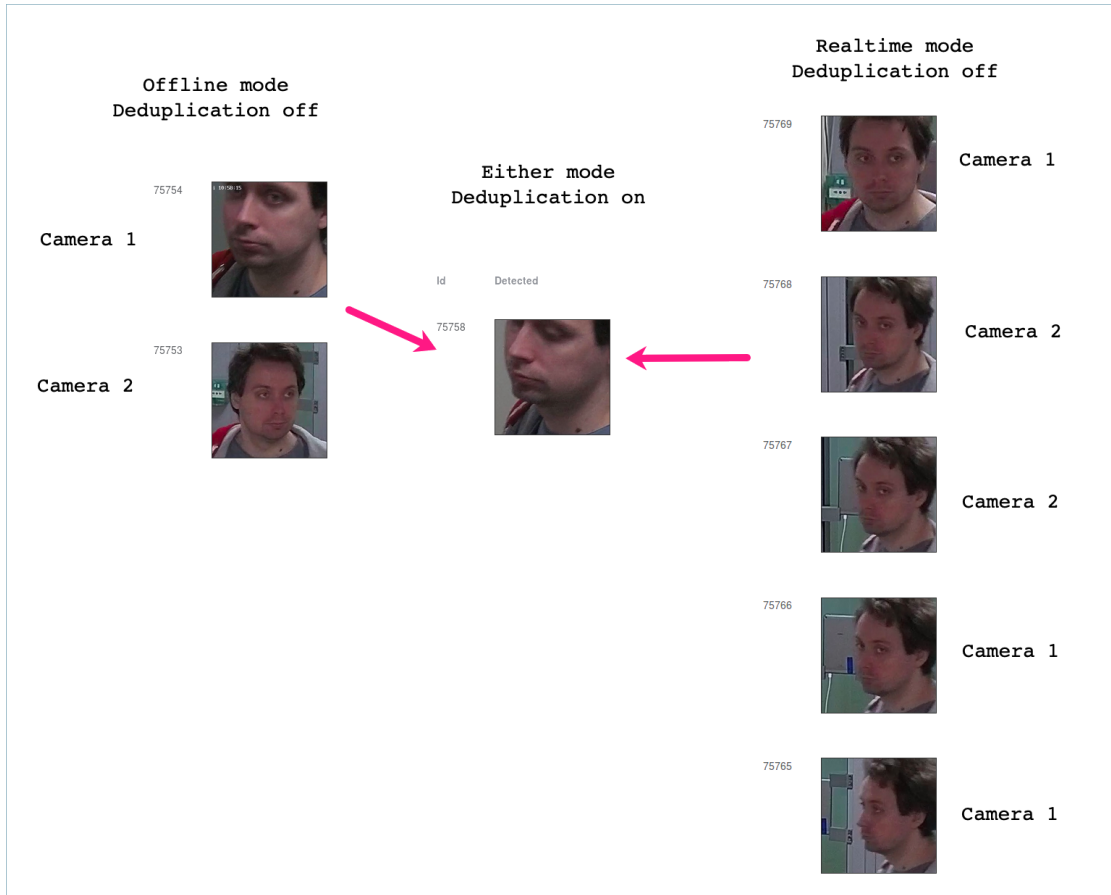 Offline mode
Deduplication off
75754
Camera 1
75753
Camera 2
Either mode
Deduplication on
Id Detected
75758
Realtime mode
Deduplication off
75769
Camera 1
75768
Camera 2
75767
Camera 2
75766
Camera 1
75765
Camera 1